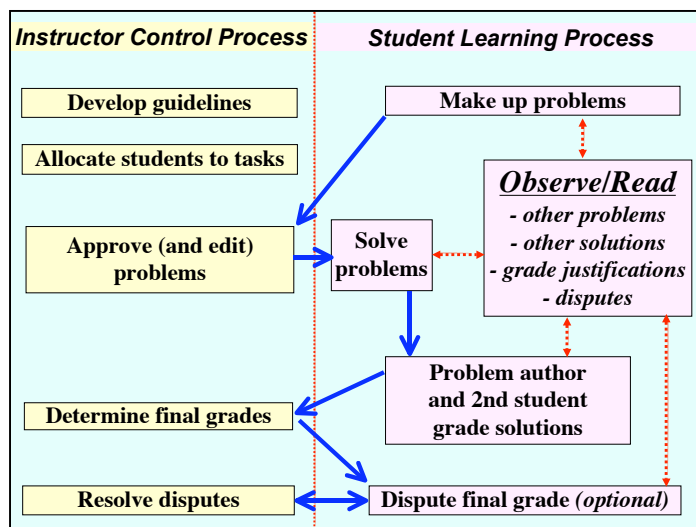 Instructor Control Process
Student Learning Process
Develop guidelines
Make up problems
Allocate students to tasks
Observe/Read
- other problems
- other solutions
- grade justifications
- disputes
Approve (and edit)
problems
Solve
problems
Problem author
and 2nd student
grade solutions
Determine final grades
Resolve disputes
Dispute final grade (optional)